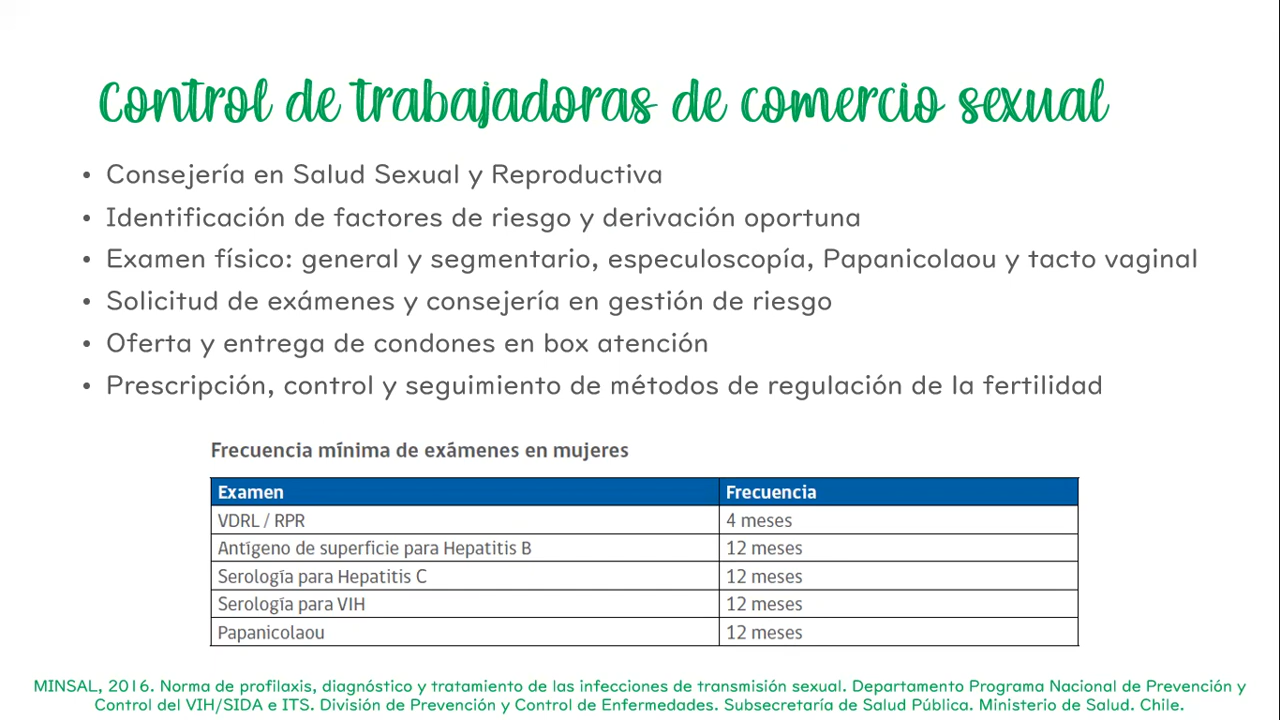 Control de trabajadoras de comercio sexual
• Consejería en Salud Sexual y Reproductiva
• Identificación de factores de riesgo y derivación oportuna
• Examen físico: general y segmentario, especuloscopía, Papanicolaou y tacto vaginal
• Solicitud de exámenes y consejería en gestión de riesgo
• Oferta y entrega de condones en box atención
• Prescripción, control y seguimiento de métodos de regulación de la fertilidad
Frecuencia mínima de exámenes en mujeres
Examen Frecuencia
VDRL / RPR 4 meses
Antígeno de superficie para Hepatitis B 12 meses
Serología para Hepatitis C 12 meses
Serología para VIH 12 meses
Papanicolaou 12 meses
MINSAL, 2016. Norma de profilaxis, diagnóstico y tratamiento de las infecciones de transmisión sexual. Departamento Programa Nacional de Prevención y
Control del VIH/SIDA e ITS. División de Prevención y Control de Enfermedades. Subsecretaría de Salud Pública. Ministerio de Salud. Chile.